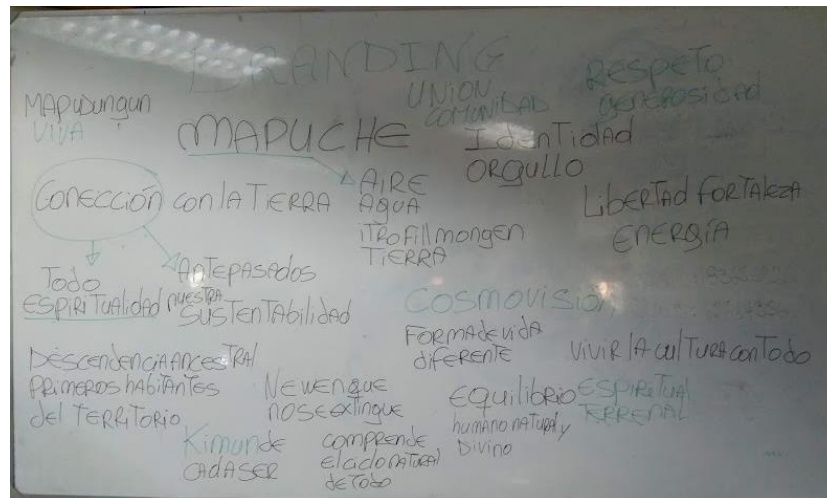 BRANDING
Mapudungun
VIVA
UNION
COMUNIDAD
RESPETO
GENEROSIDAD
MAPUCHE
Identidad
ORGULLO
Conección con la TIERRA
AIRE
AGUA
iTROfillmongen
TIERRA
LibERTad FORTALEZA
ENERGÍA
Todo
ESPIRITUALIDAD
ANTEPASADOS
NUESTRA
SUSTENTAbilidad
COSMOVISION
FORMA dE VIDA
diFERENTE
VIVIR lA CULTURA CON TODO
DESCENDENCIA ANCESTRAl
PRIMEROS hAbiTANTES
del TERRITORIO
NEWEN QUE
NO SE EXTINGUE
EQUILIBRIO
humano NATURAl y
Divino
ESPIRITUAL
TERRENAL
Kimun de
CADA SER
COMPRENDE
El ciclo NATURAL
de TODO